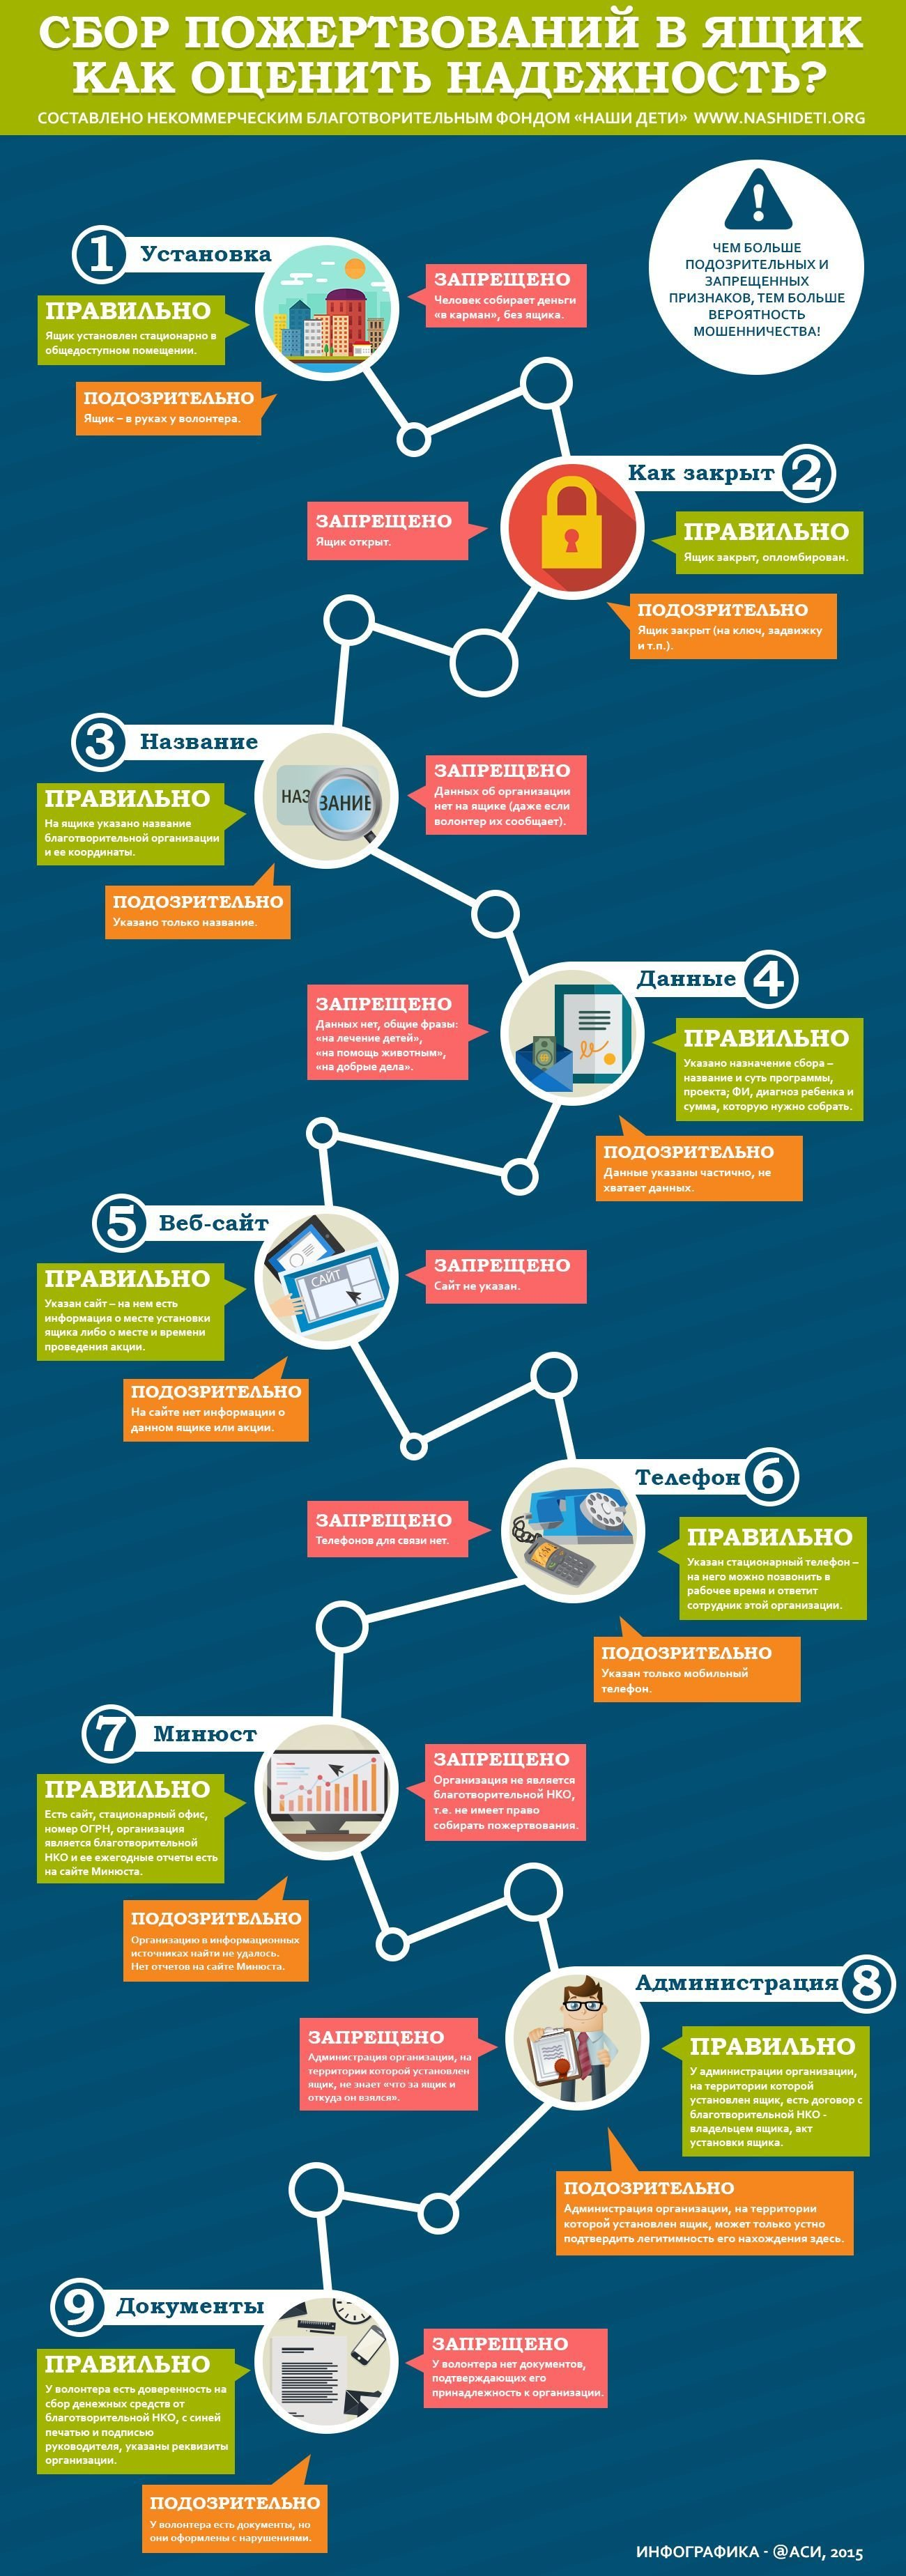 СБОР ПОЖЕРТВОВАНИЙ В ЯЩИК
КАК ОЦЕНИТЬ НАДЕЖНОСТЬ?
СОСТАВЛЕНО НЕКОММЕРЧЕСКИМ БЛАГОТВОРИТЕЛЬНЫМ ФОНДОМ «НАШИ ДЕТИ» WWW.NASHIDETI.ORG
!
ЧЕМ БОЛЬШЕ
ПОДОЗРИТЕЛЬНЫХ И
ЗАПРЕЩЕННЫХ
ПРИЗНАКОВ, ТЕМ БОЛЬШЕ
ВЕРОЯТНОСТЬ
МОШЕННИЧЕСТВА!
1 Установка
ПРАВИЛЬНО
Ящик установлен стационарно в
общедоступном помещении.
ЗАПРЕЩЕНО
Человек собирает деньги
«в карман», без ящика.
ПОДОЗРИТЕЛЬНО
Ящик – в руках у волонтера.
Как закрыт 2
ЗАПРЕЩЕНО
Ящик открыт.
ПРАВИЛЬНО
Ящик закрыт, опломбирован.
ПОДОЗРИТЕЛЬНО
Ящик закрыт (на ключ, задвижку
и т.п.).
3 Название
НАЗВАНИЕ
ПРАВИЛЬНО
На ящике указано название
благотворительной организации
и ее координаты.
ЗАПРЕЩЕНО
Данных об организации
нет на ящике (даже если
волонтер их сообщает).
ПОДОЗРИТЕЛЬНО
Указано только название.
Данные 4
ЗАПРЕЩЕНО
Данных нет, общие фразы:
«на лечение детей»,
«на помощь животным»,
«на добрые дела».
ПРАВИЛЬНО
Указано назначение сбора –
название и суть программы,
проекта; ФИ, диагноз ребенка и
сумма, которую нужно собрать.
ПОДОЗРИТЕЛЬНО
Данные указаны частично, не
хватает данных.
5 Веб-сайт
САЙТ
ПРАВИЛЬНО
Указан сайт – на нем есть
информация о месте установки
ящика либо о месте и времени
проведения акции.
ЗАПРЕЩЕНО
Сайт не указан.
ПОДОЗРИТЕЛЬНО
На сайте нет информации о
данном ящике или акции.
Телефон 6
ЗАПРЕЩЕНО
Телефонов для связи нет.
ПРАВИЛЬНО
Указан стационарный телефон –
на него можно позвонить в
рабочее время и ответит
сотрудник этой организации.
ПОДОЗРИТЕЛЬНО
Указан только мобильный
телефон.
7 Минюст
ПРАВИЛЬНО
Есть сайт, стационарный офис,
номер ОГРН, организация
является благотворительной
НКО и ее ежегодные отчеты есть
на сайте Минюста.
ЗАПРЕЩЕНО
Организация не является
благотворительной НКО,
т.е. не имеет право
собирать пожертвования.
ПОДОЗРИТЕЛЬНО
Организацию в информационных
источниках найти не удалось.
Нет отчетов на сайте Минюста.
Администрация 8
ЗАПРЕЩЕНО
Администрация организации, на
территории которой установлен
ящик, не знает «что за ящик и
откуда он взялся».
ПРАВИЛЬНО
У администрации организации,
на территории которой
установлен ящик, есть договор с
благотворительной НКО -
владельцем ящика, акт
установки ящика.
ПОДОЗРИТЕЛЬНО
Администрация организации, на территории
которой установлен ящик, может только устно
подтвердить легитимность его нахождения здесь.
9 Документы
ПРАВИЛЬНО
У волонтера есть доверенность на
сбор денежных средств от
благотворительной НКО, с синей
печатью и подписью
руководителя, указаны реквизиты
организации.
ЗАПРЕЩЕНО
У волонтера нет документов,
подтверждающих его
принадлежность к организации.
ПОДОЗРИТЕЛЬНО
У волонтера есть документы, но
они оформлены с нарушениями.
ИНФОГРАФИКА - @АСИ, 2015